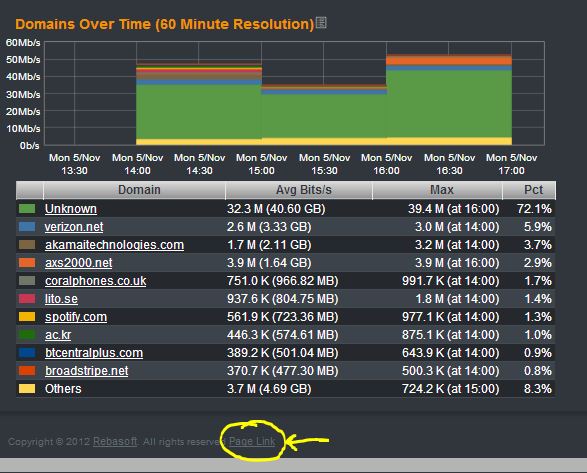 Domains Over Time (60 Minute Resolution)
60Mb/s
50Mb/s
40Mb/s
30Mb/s
20Mb/s
10Mb/s
0b/s
Mon 5/Nov Mon 5/Nov Mon 5/Nov Mon 5/Nov Mon 5/Nov Mon 5/Nov Mon 5/Nov Mon 5/Nov
13:30 14:00 14:30 15:00 15:30 16:00 16:30 17:00
Domain Avg Bits/s Max Pct
Unknown 32.3 M (40.60 GB) 39.4 M (at 16:00) 72.1%
verizon.net 2.6 M (3.33 GB) 3.0 M (at 14:00) 5.9%
akamaitechnologies.com 1.7 M (2.11 GB) 3.2 M (at 14:00) 3.7%
axs2000.net 3.9 M (1.64 GB) 3.9 M (at 16:00) 2.9%
coralphones.co.uk 751.0 K (966.82 MB) 991.7 K (at 14:00) 1.7%
lito.se 937.6 K (804.75 MB) 1.8 M (at 14:00) 1.4%
spotify.com 561.9 K (723.36 MB) 977.1 K (at 14:00) 1.3%
ac.kr 446.3 K (574.61 MB) 875.1 K (at 14:00) 1.0%
btcentralplus.com 389.2 K (501.04 MB) 643.9 K (at 14:00) 0.9%
broadstripe.net 370.7 K (477.30 MB) 500.3 K (at 14:00) 0.8%
Others 3.7 M (4.69 GB) 724.2 K (at 15:00) 8.3%
Copyright © 2012 Rebasoft. All rights reserved Page Link